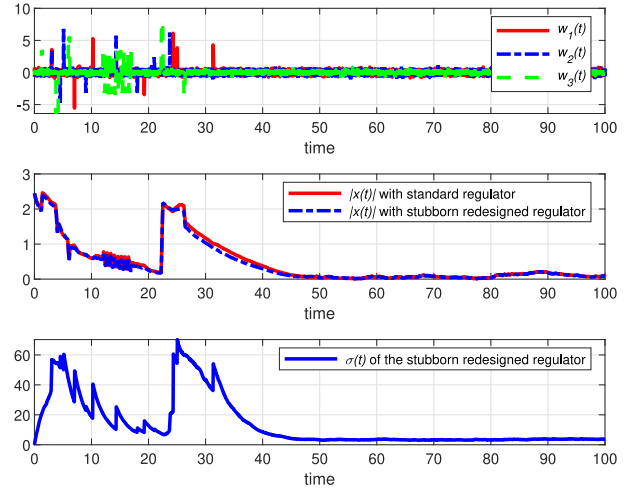 5
0
-5
w1(t)
w2(t)
w3(t)
0 10 20 30 40 50 60 70 80 90 100
time
3
2
1
0
|x(t)| with standard regulator
|x(t)| with stubborn redesigned regulator
0 10 20 30 40 50 60 70 80 90 100
time
60
40
20
0
σ(t) of the stubborn redesigned regulator
0 10 20 30 40 50 60 70 80 90 100
time